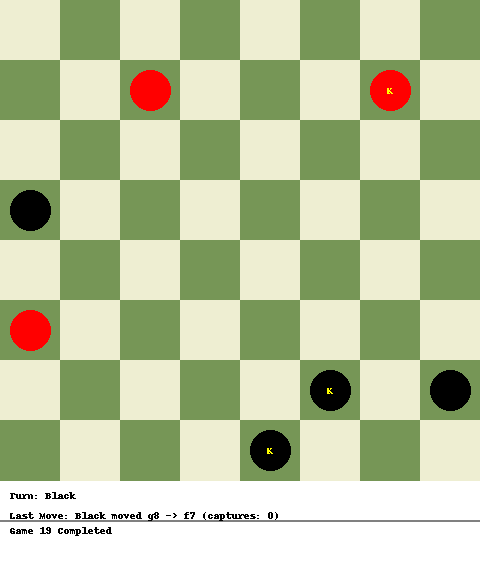 K
K
K
Turn: Black
Last Move: Black moved g8 -> f7 (captures: 0)
Game 19 Completed